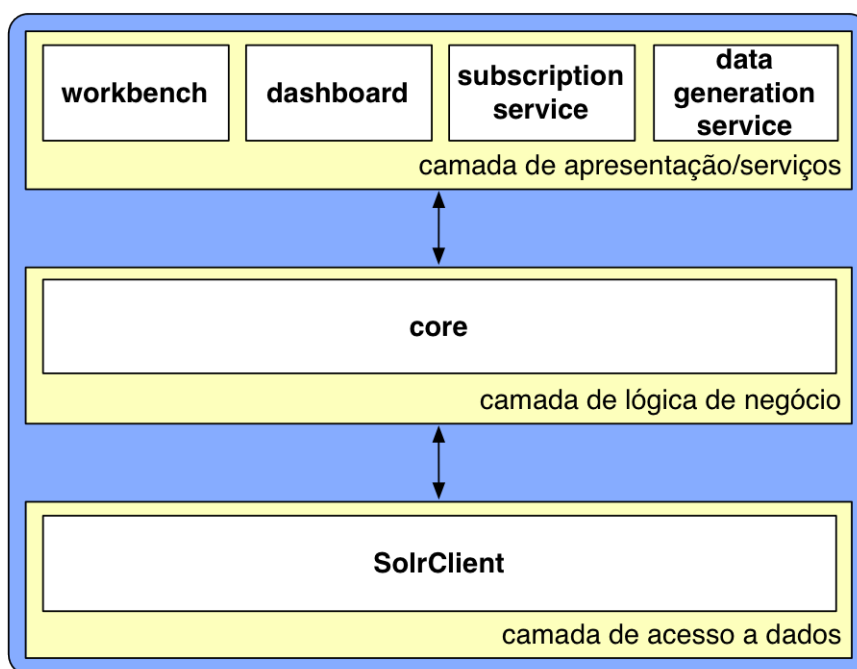 workbench
dashboard
subscription
service
data
generation
service
camada de apresentação/serviços
core
camada de lógica de negócio
SolrClient
camada de acesso a dados